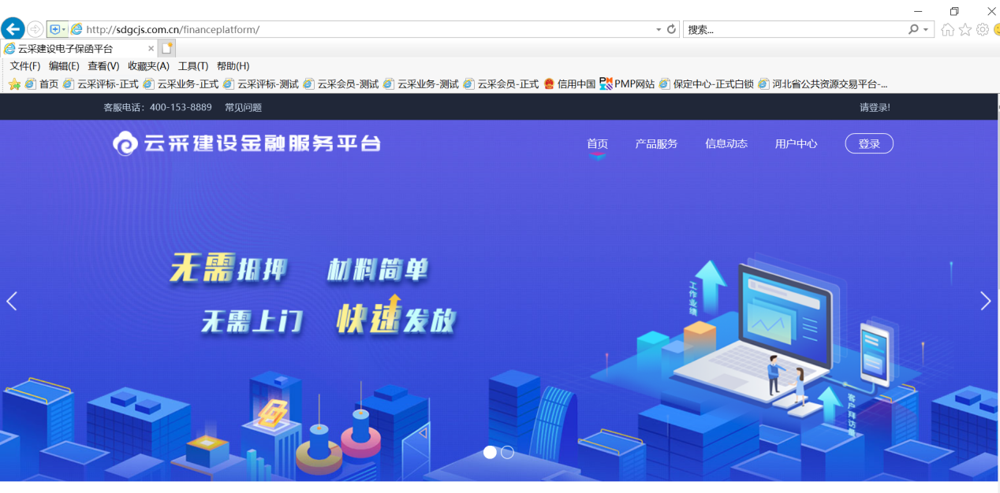 http://sdgcjs.com.cn/financeplatform/
搜索...
云采建设电子保函平台
文件(F) 编辑(E) 查看(V) 收藏夹(A) 工具(T) 帮助(H)
首页 云采评标-正式 云采业务-正式 云采评标-测试 云采会员-测试 云采业务-测试 云采会员-正式 信用中国 PMP网站 保定中心-正式白锁 河北省公共资源交易平台-...
客服电话：400-153-8889 常见问题 请登录!
云采建设金融服务平台 首页 产品服务 信息动态 用户中心 登录
无需抵押 材料简单
无需上门 快速发放
工作业绩
客户拜访量